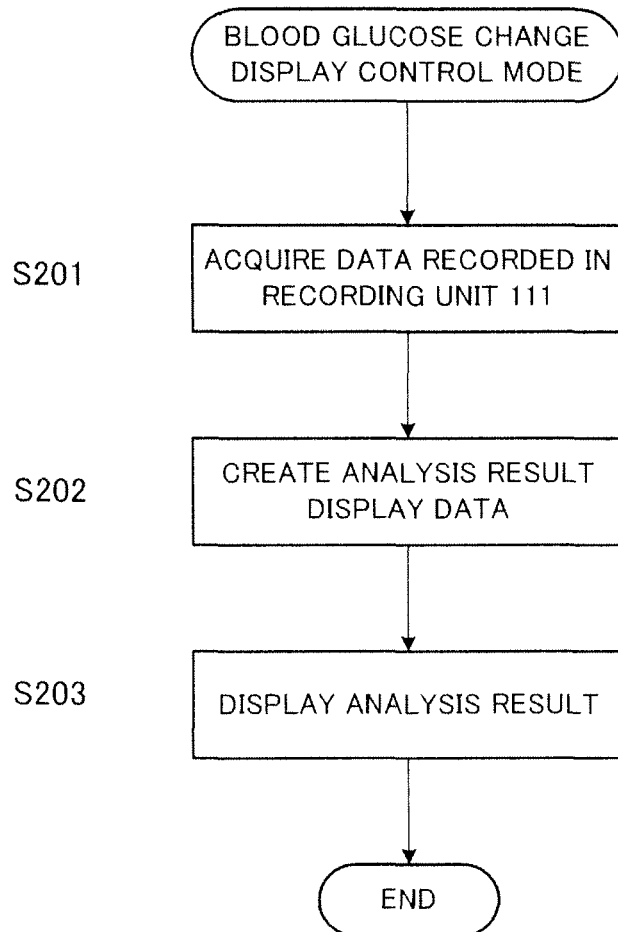 BLOOD GLUCOSE CHANGE
DISPLAY CONTROL MODE
S201
ACQUIRE DATA RECORDED IN
RECORDING UNIT 111
S202
CREATE ANALYSIS RESULT
DISPLAY DATA
S203
DISPLAY ANALYSIS RESULT
END